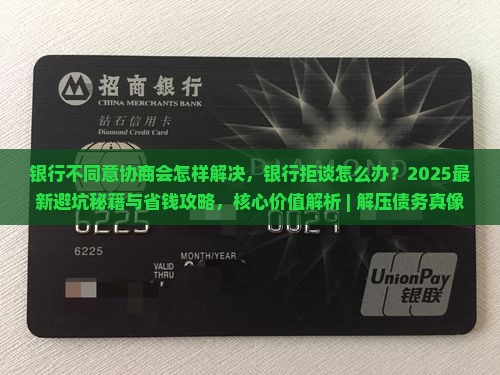 招商銀行
CHINA MERCHANTS BANK
钻石信用卡
Diamond Credit Card
DIAMOND
银行不同意协商会怎样解决，银行拒谈怎么办？2025最
新避坑秘籍与省钱攻略，核心价值解析 | 解压债务真像
6225 0029
6225
MONTH/YEAR
VALID
THRU
UnionPay
银联